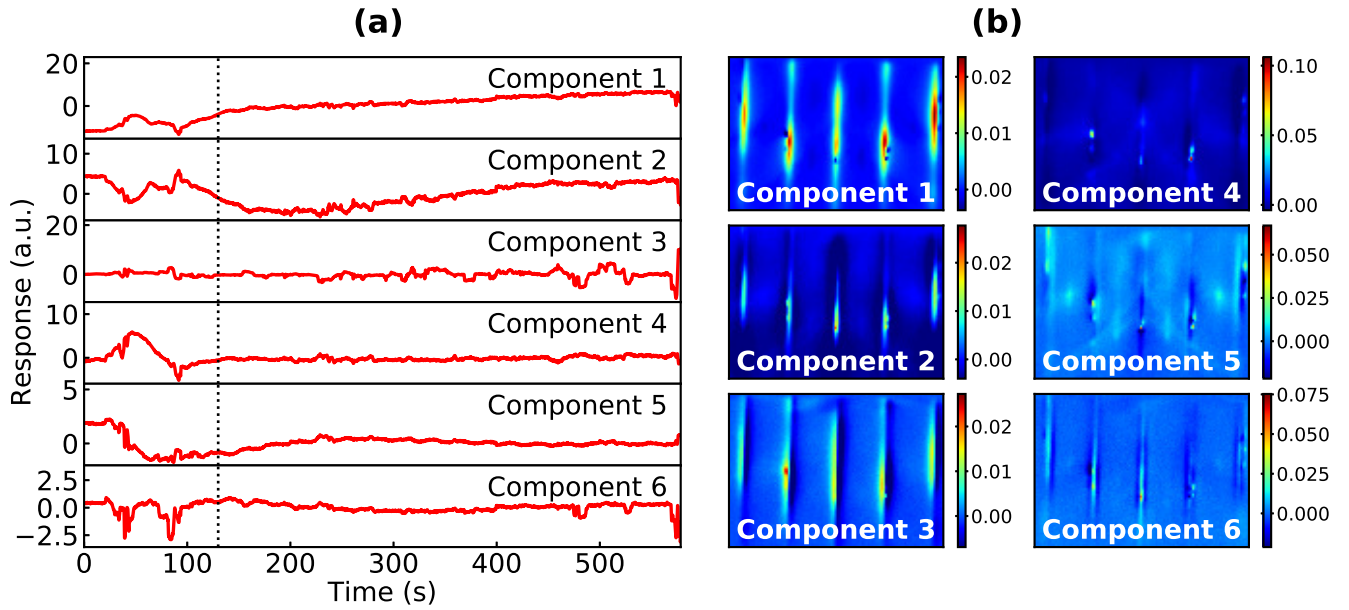 (a)
(b)
Response (a.u.)
20
0
Component 1
10
0
Component 2
20
0
Component 3
10
0
Component 4
5
0
Component 5
2.5
0.0
−2.5
Component 6
0 100 200 300 400 500
Time (s)
Component 1
0.02
0.01
0.00
Component 4
0.10
0.05
0.00
Component 2
0.02
0.01
0.00
Component 5
0.050
0.025
0.000
Component 3
0.02
0.01
0.00
Component 6
0.075
0.050
0.025
0.000